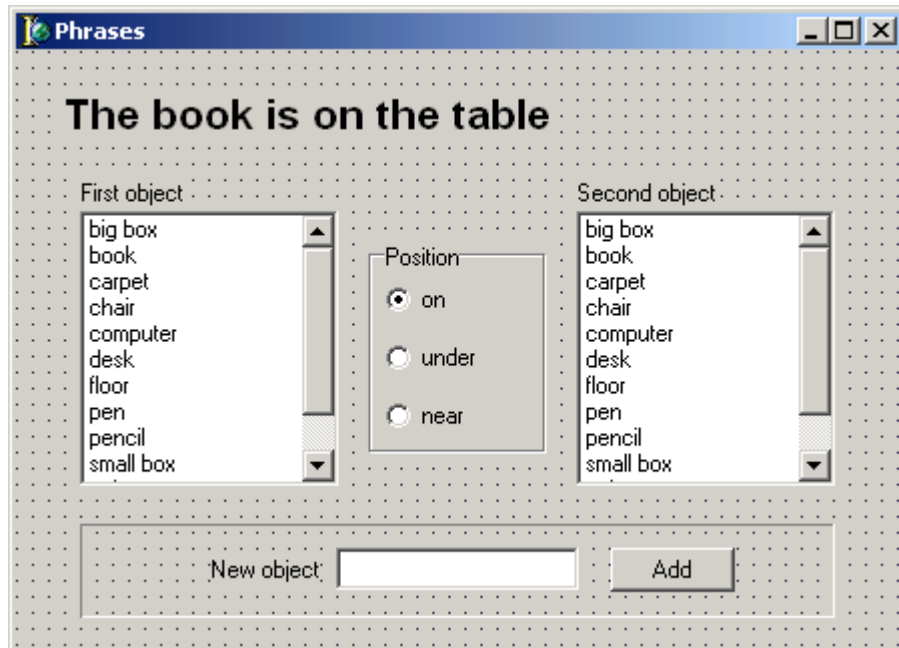 Phrases
The book is on the table
First object
big box
book
carpet
chair
computer
desk
floor
pen
pencil
small box
Position
on
under
near
Second object
big box
book
carpet
chair
computer
desk
floor
pen
pencil
small box
New object:
Add